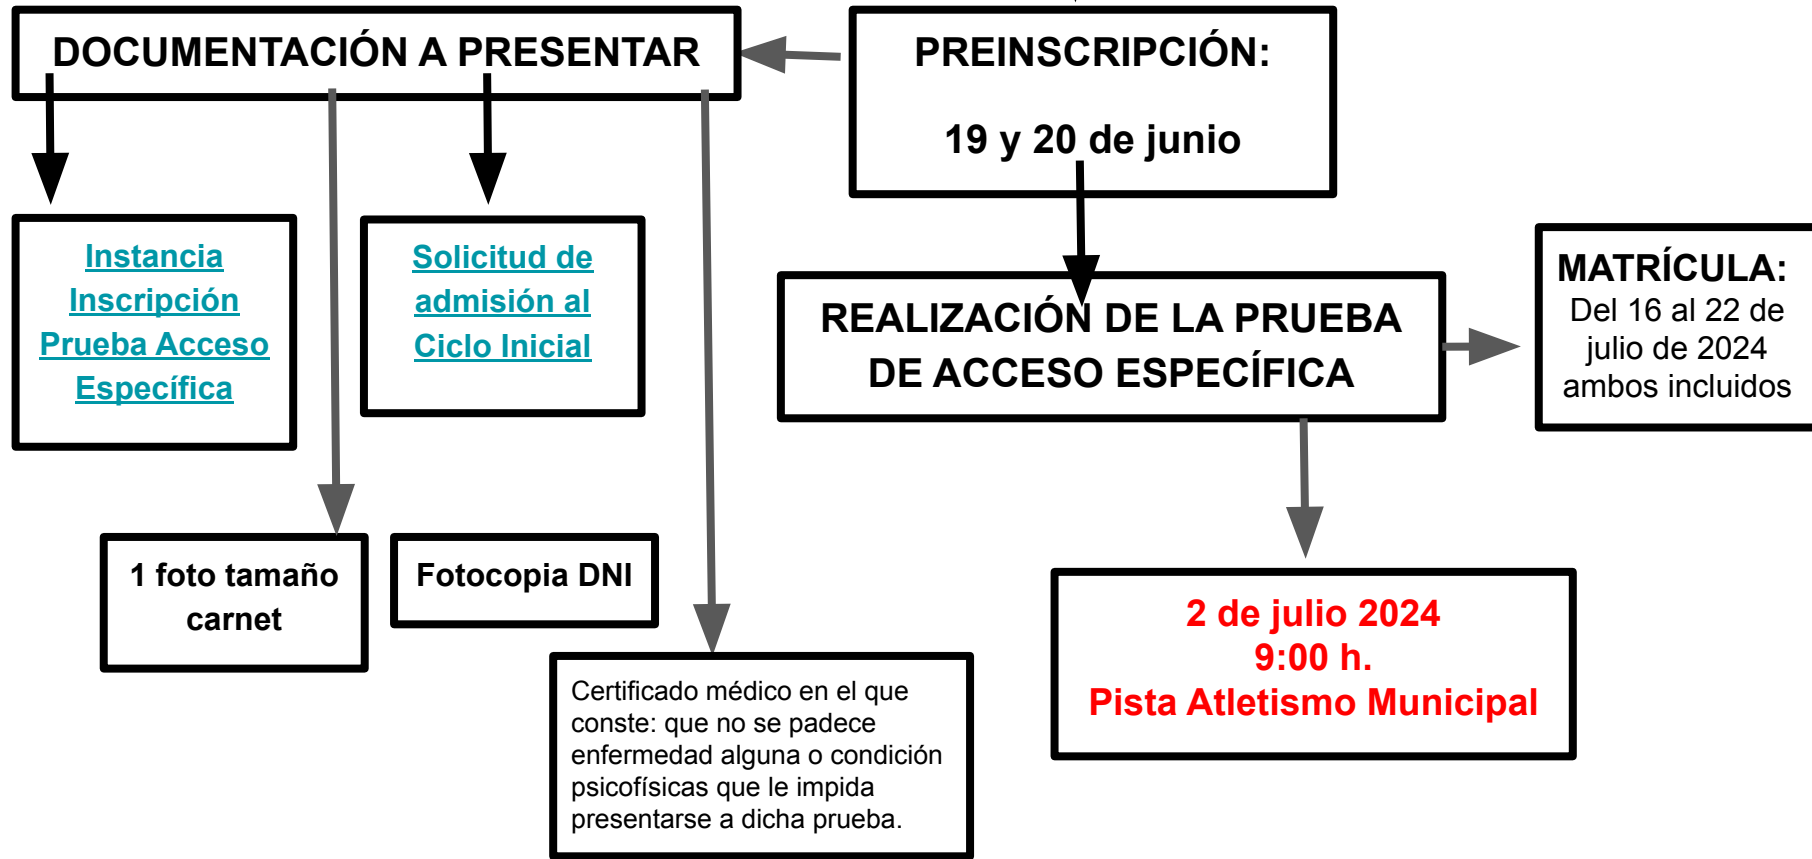 DOCUMENTACIÓN A PRESENTAR
PREINSCRIPCIÓN:
19 y 20 de junio
Instancia
Inscripción
Prueba Acceso
Específica
Solicitud de
admisión al
Ciclo Inicial
REALIZACIÓN DE LA PRUEBA
DE ACCESO ESPECÍFICA
MATRÍCULA:
Del 16 al 22 de
julio de 2024
ambos incluidos
1 foto tamaño
carnet
Fotocopia DNI
Certificado médico en el que
conste: que no se padece
enfermedad alguna o condición
psicofísicas que le impida
presentarse a dicha prueba.
2 de julio 2024
9:00 h.
Pista Atletismo Municipal